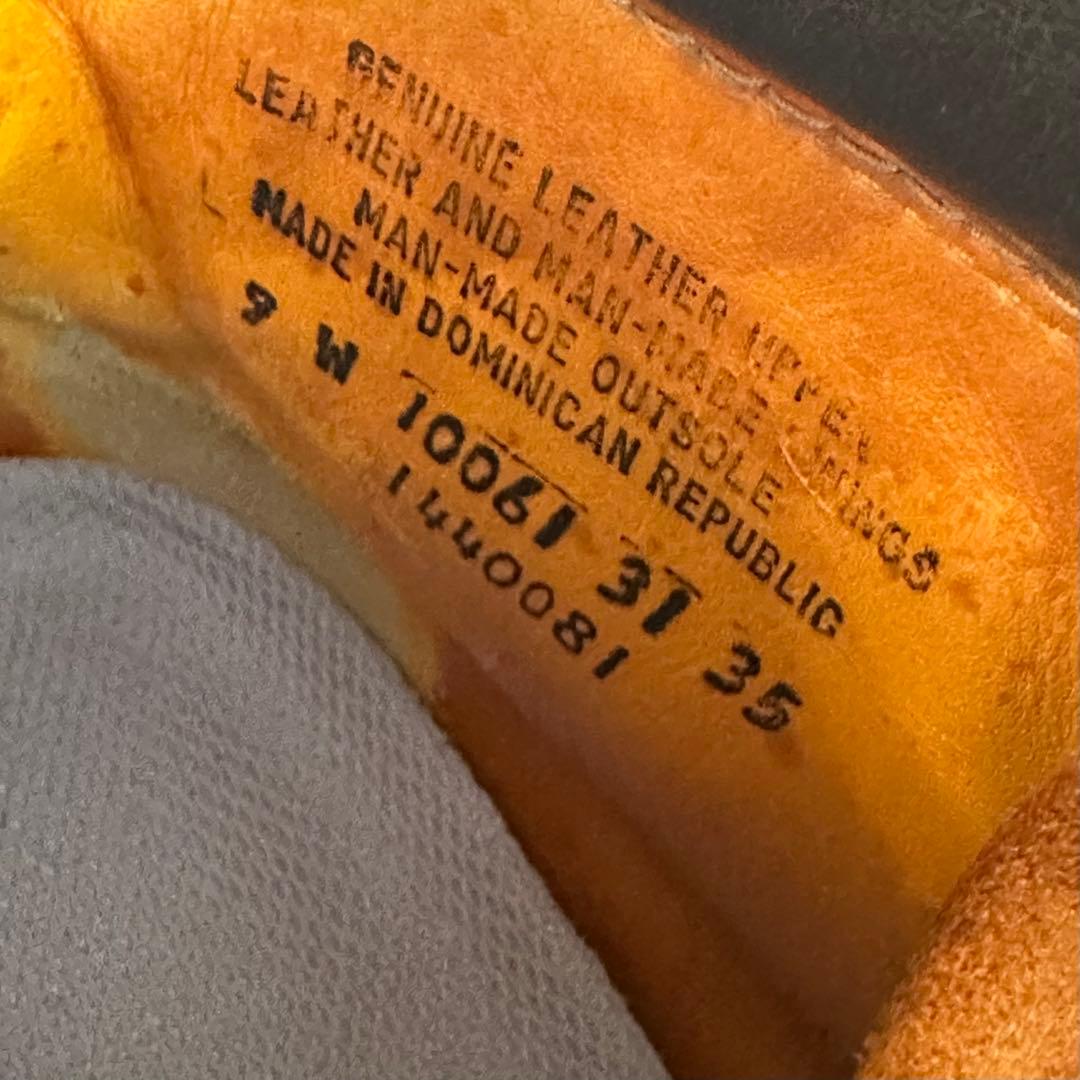 GENUINE LEATHER UPPER
LEATHER AND MAN-MADE LININGS
MAN-MADE OUTSOLE
MADE IN DOMINICAN REPUBLIC
W 10061 31 35
1440081